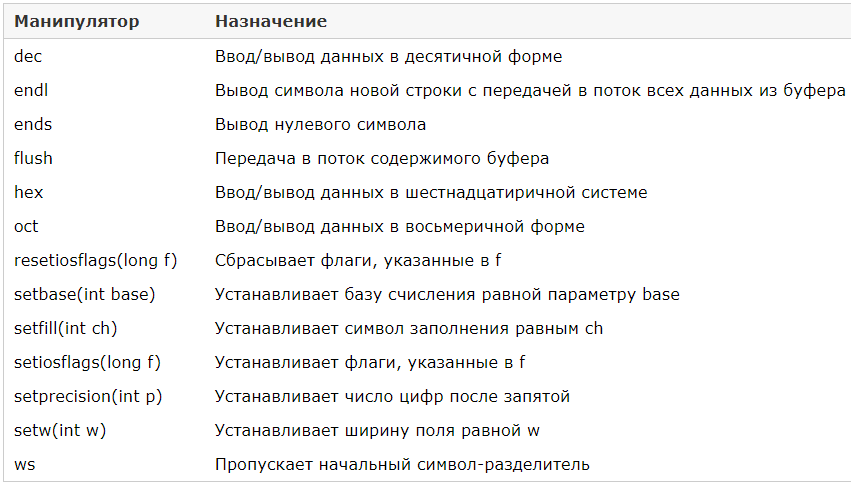 Манипулятор Назначение
dec Ввод/вывод данных в десятичной форме
endl Вывод символа новой строки с передачей в поток всех данных из буфера
ends Вывод нулевого символа
flush Передача в поток содержимого буфера
hex Ввод/вывод данных в шестнадцатиричной системе
oct Ввод/вывод данных в восьмеричной форме
resetiosflags(long f) Сбрасывает флаги, указанные в f
setbase(int base) Устанавливает базу счисления равной параметру base
setfill(int ch) Устанавливает символ заполнения равным ch
setiosflags(long f) Устанавливает флаги, указанные в f
setprecision(int p) Устанавливает число цифр после запятой
setw(int w) Устанавливает ширину поля равной w
ws Пропускает начальный символ-разделитель